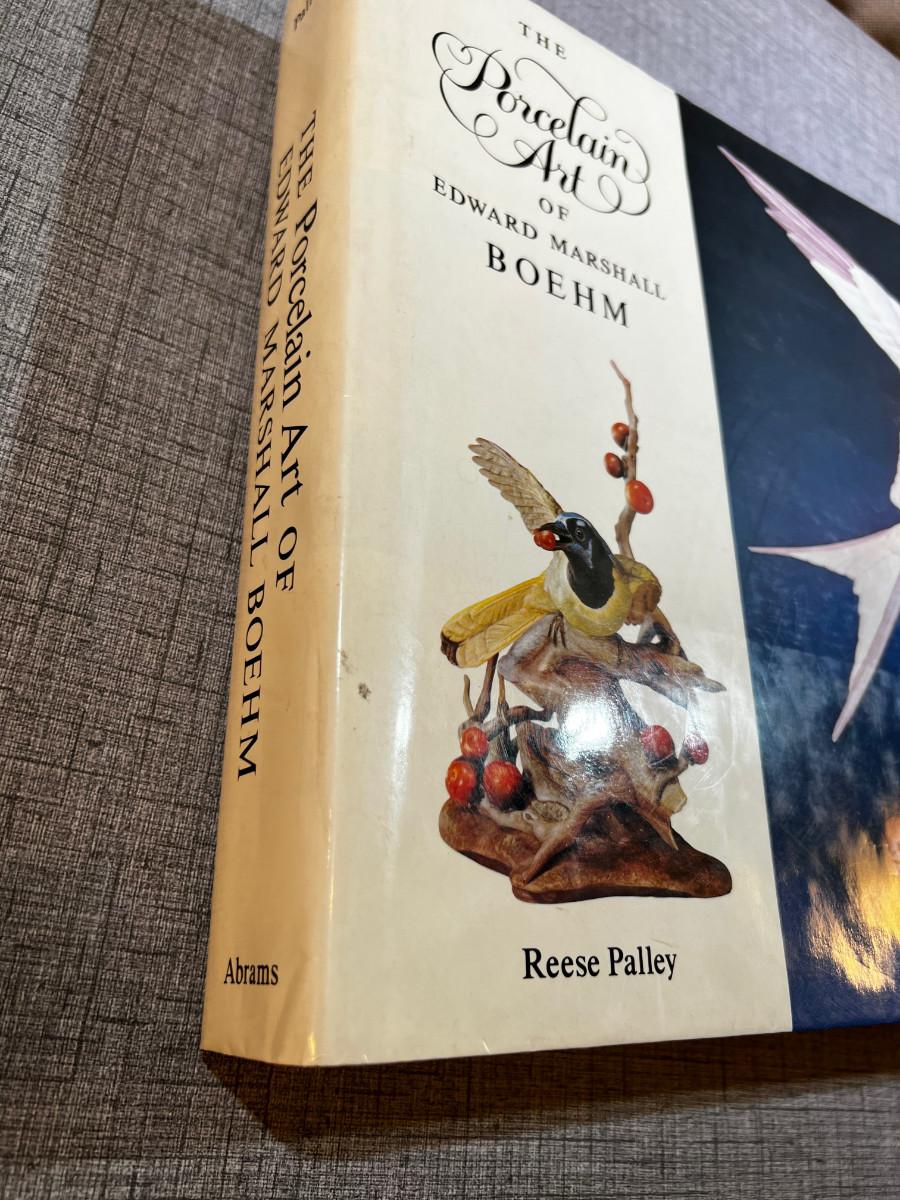 THE
Porcelain
Art
OF
EDWARD MARSHALL
BOEHM
Reese Palley
THE Porcelain Art OF
EDWARD MARSHALL BOEHM
Abrams